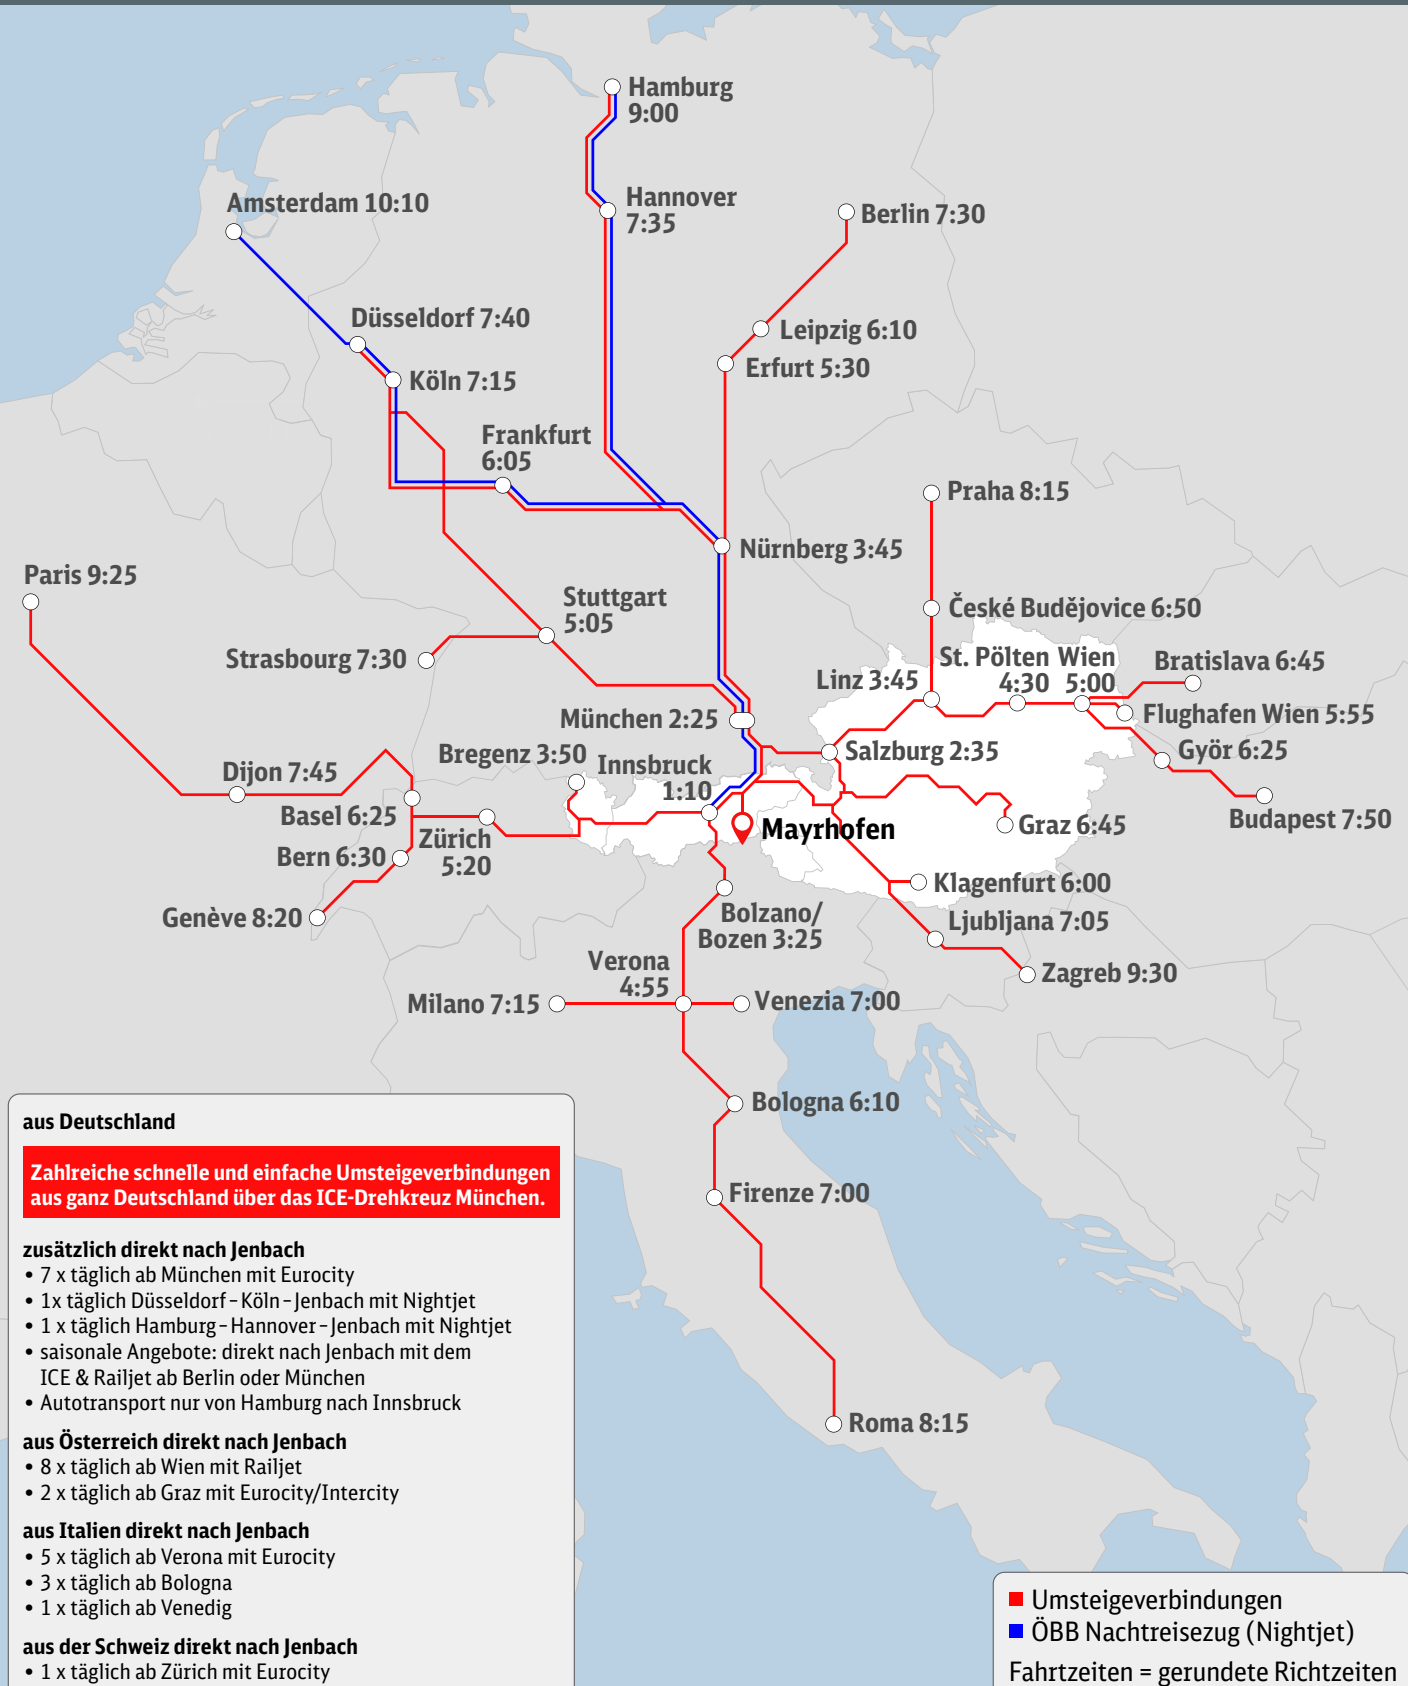 Hamburg
9:00
Hannover
7:35
Amsterdam 10:10
Berlin 7:30
Düsseldorf 7:40
Leipzig 6:10
Erfurt 5:30
Köln 7:15
Frankfurt
6:05
Praha 8:15
Nürnberg 3:45
Paris 9:25
Stuttgart
5:05
České Budějovice 6:50
Strasbourg 7:30
St. Pölten
4:30
Wien
5:00
Bratislava 6:45
Linz 3:45
Flughafen Wien 5:55
München 2:25
Salzburg 2:35
Györ 6:25
Bregenz 3:50
Innsbruck
1:10
Dijon 7:45
Basel 6:25
Budapest 7:50
Graz 6:45
Mayrhofen
Zürich
5:20
Bern 6:30
Klagenfurt 6:00
Genève 8:20
Bolzano/
Bozen 3:25
Ljubljana 7:05
Verona
4:55
Zagreb 9:30
Milano 7:15
Venezia 7:00
Bologna 6:10
Firenze 7:00
Roma 8:15
aus Deutschland
Zahlreiche schnelle und einfache Umsteigeverbindungen
aus ganz Deutschland über das ICE-Drehkreuz München.
zusätzlich direkt nach Jenbach
• 7 x täglich ab München mit Eurocity
• 1x täglich Düsseldorf – Köln – Jenbach mit Nightjet
• 1 x täglich Hamburg – Hannover – Jenbach mit Nightjet
• saisonale Angebote: direkt nach Jenbach mit dem
ICE & Railjet ab Berlin oder München
• Autotransport nur von Hamburg nach Innsbruck
aus Österreich direkt nach Jenbach
• 8 x täglich ab Wien mit Railjet
• 2 x täglich ab Graz mit Eurocity/Intercity
aus Italien direkt nach Jenbach
• 5 x täglich ab Verona mit Eurocity
• 3 x täglich ab Bologna
• 1 x täglich ab Venedig
aus der Schweiz direkt nach Jenbach
• 1 x täglich ab Zürich mit Eurocity
Umsteigeverbindungen
ÖBB Nachtreisezug (Nightjet)
Fahrtzeiten = gerundete Richtzeiten